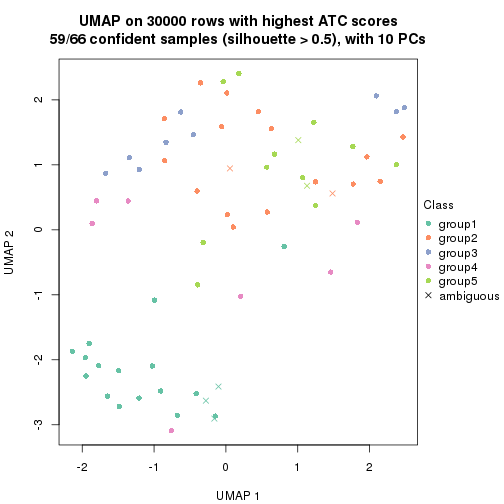 UMAP on 30000 rows with highest ATC scores
59/66 confident samples (silhouette > 0.5), with 10 PCs
2
1
0
-1
-2
-3
UMAP 2
-2
-1
0
1
2
UMAP 1
Class
group1
group2
group3
group4
group5
ambiguous